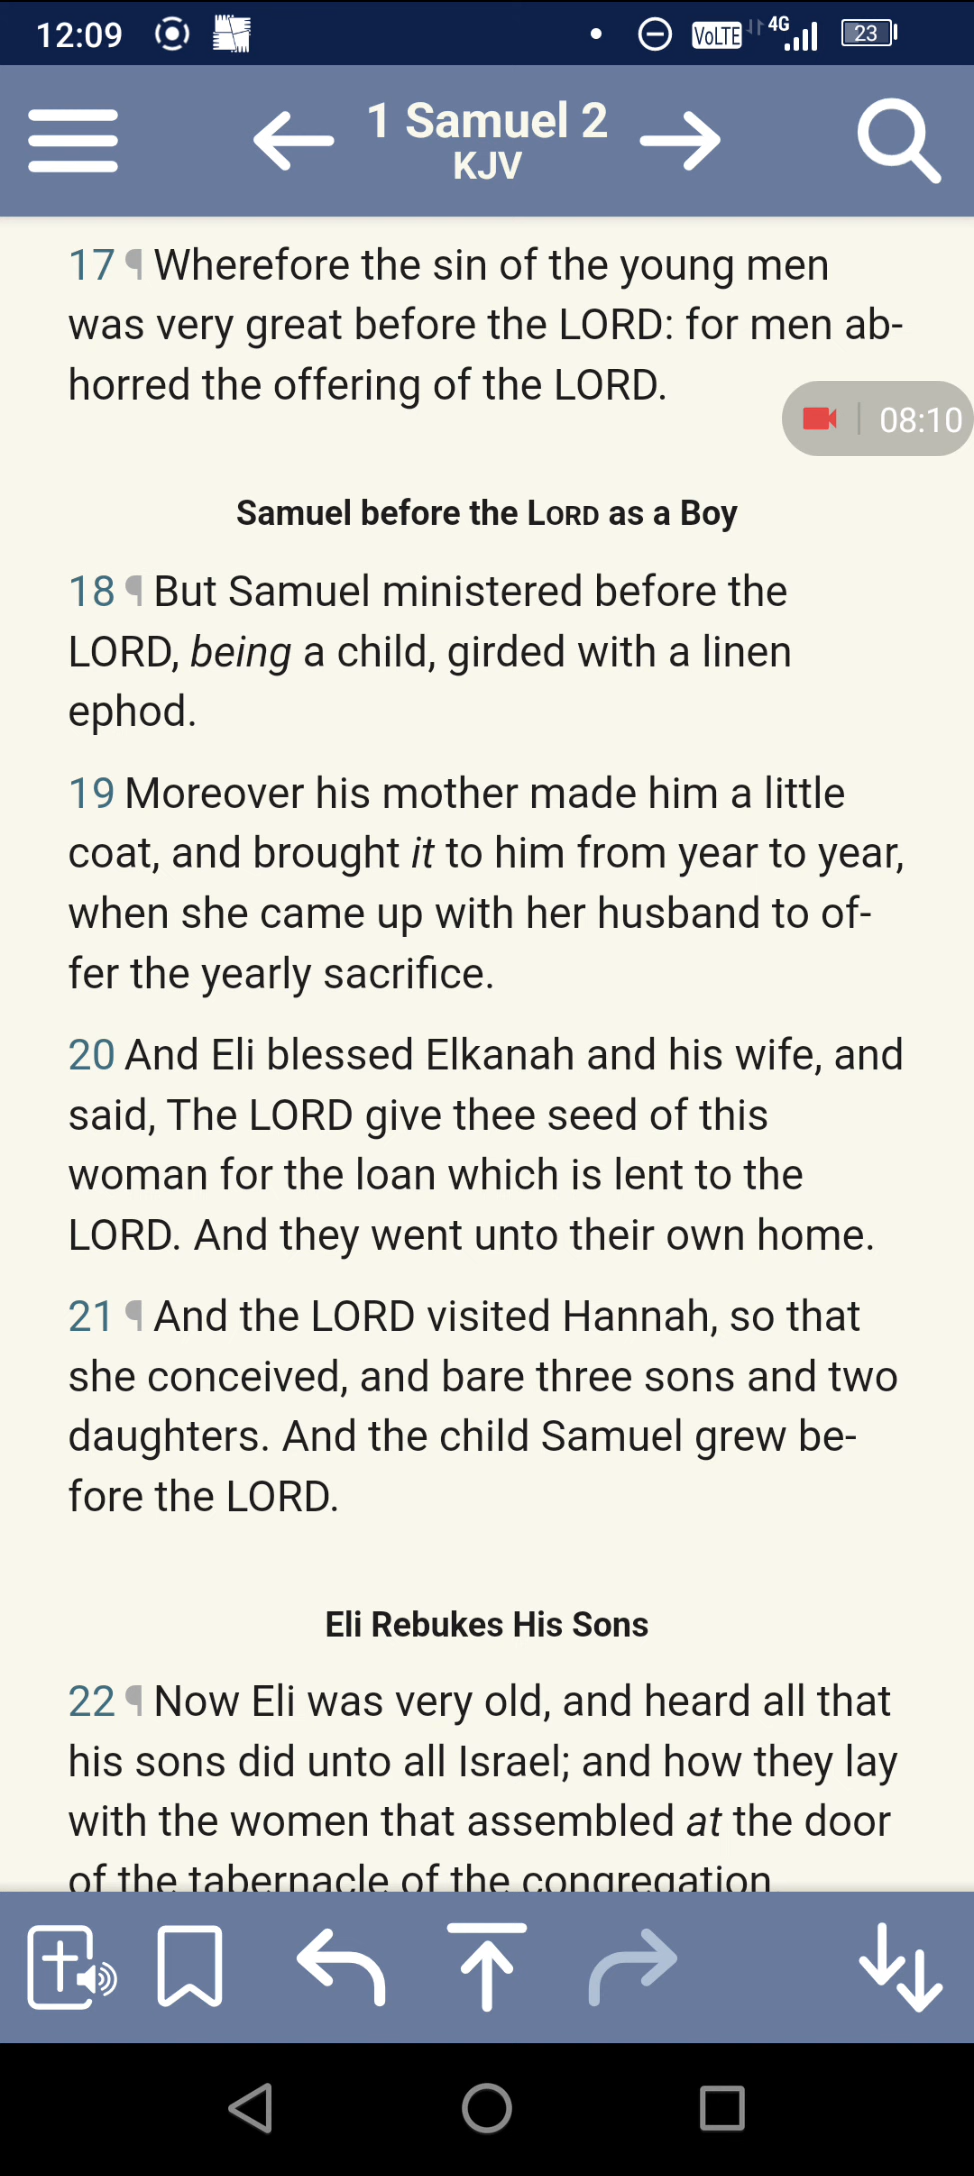 12:09 VoLTE 4G 23
1 Samuel 2
KJV
17 ¶ Wherefore the sin of the young men
was very great before the LORD: for men ab-
horred the offering of the LORD.
08:10
Samuel before the LORD as a Boy
18 ¶ But Samuel ministered before the
LORD, being a child, girded with a linen
ephod.
19 Moreover his mother made him a little
coat, and brought it to him from year to year,
when she came up with her husband to of-
fer the yearly sacrifice.
20 And Eli blessed Elkanah and his wife, and
said, The LORD give thee seed of this
woman for the loan which is lent to the
LORD. And they went unto their own home.
21 ¶ And the LORD visited Hannah, so that
she conceived, and bare three sons and two
daughters. And the child Samuel grew be-
fore the LORD.
Eli Rebukes His Sons
22 ¶ Now Eli was very old, and heard all that
his sons did unto all Israel; and how they lay
with the women that assembled at the door
of the tabernacle of the congregation